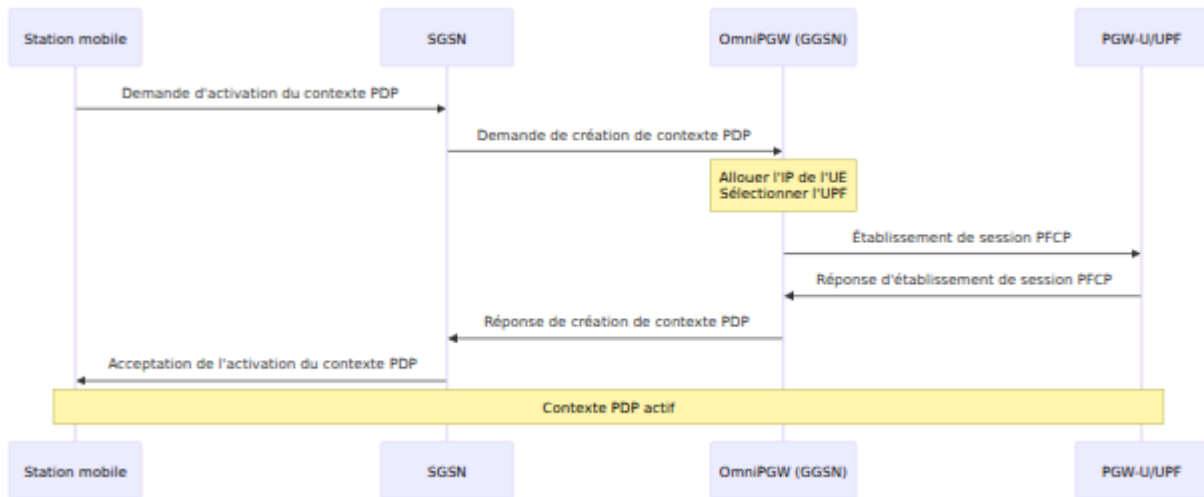 Station mobile
SGSN
OmniPGW (GGSN)
PGW-U/UPF
Demande d'activation du contexte PDP
Demande de création de contexte PDP
Allouer l'IP de l'UE
Sélectionner l'UPF
Établissement de session PFCP
Réponse d'établissement de session PFCP
Réponse de création de contexte PDP
Acceptation de l'activation du contexte PDP
Contexte PDP actif
Station mobile
SGSN
OmniPGW (GGSN)
PGW-U/UPF